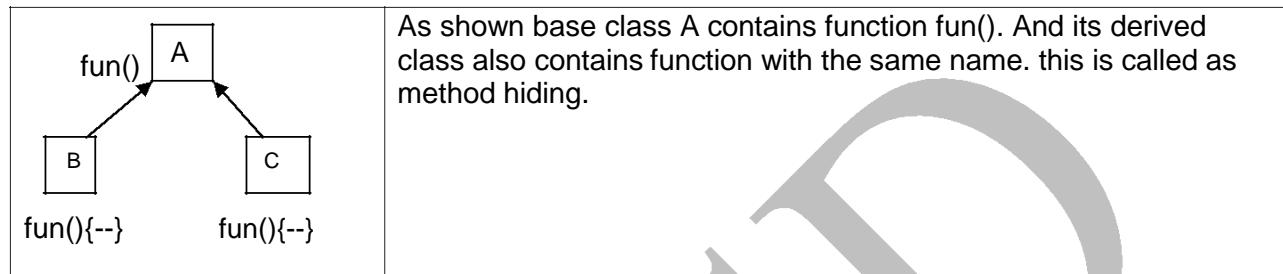 fun()
A
B
C
fun(){--}
fun(){--}
As shown base class A contains function fun(). And its derived
class also contains function with the same name. this is called as
method hiding.